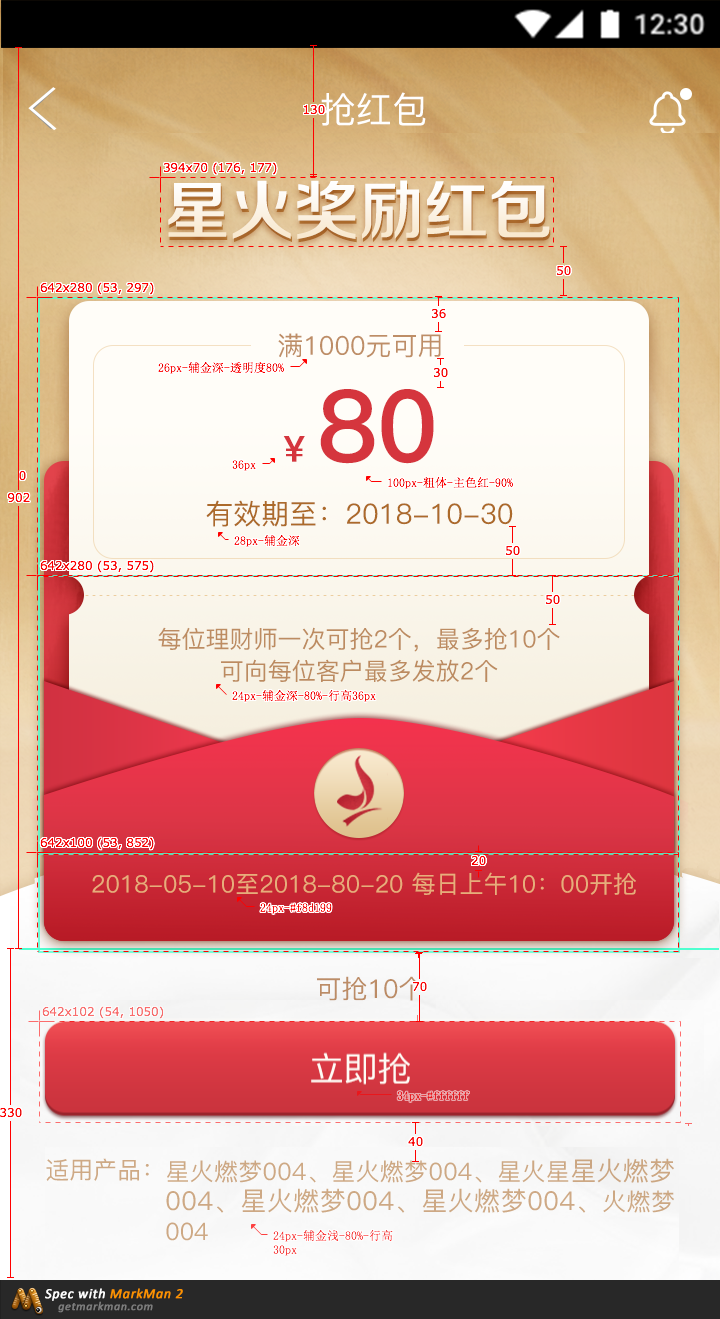 12:30
抢红包
130
394x70 (176, 177)
星火奖励红包
50
642x280 (53, 297)
36
满1000元可用
26px-辅金深-透明度80%
30
¥80
36px
100px-粗体-主色红-90%
0
902
有效期至：2018-10-30
28px-辅金深
50
642x280 (53, 575)
50
每位理财师一次可抢2个，最多抢10个
可向每位客户最多发放2个
24px-辅金深-80%-行高36px
642x100 (53, 852)
20
2018-05-10至2018-80-20 每日上午10：00开抢
24px-#f8d199
可抢10个
70
642x102 (54, 1050)
立即抢
34px-#ffffff
330
40
适用产品：星火燃梦004、星火燃梦004、星火星星火燃梦
004、星火燃梦004、星火燃梦004、火燃梦
004
24px-辅金浅-80%-行高
30px
Spec with MarkMan 2
getmarkman.com